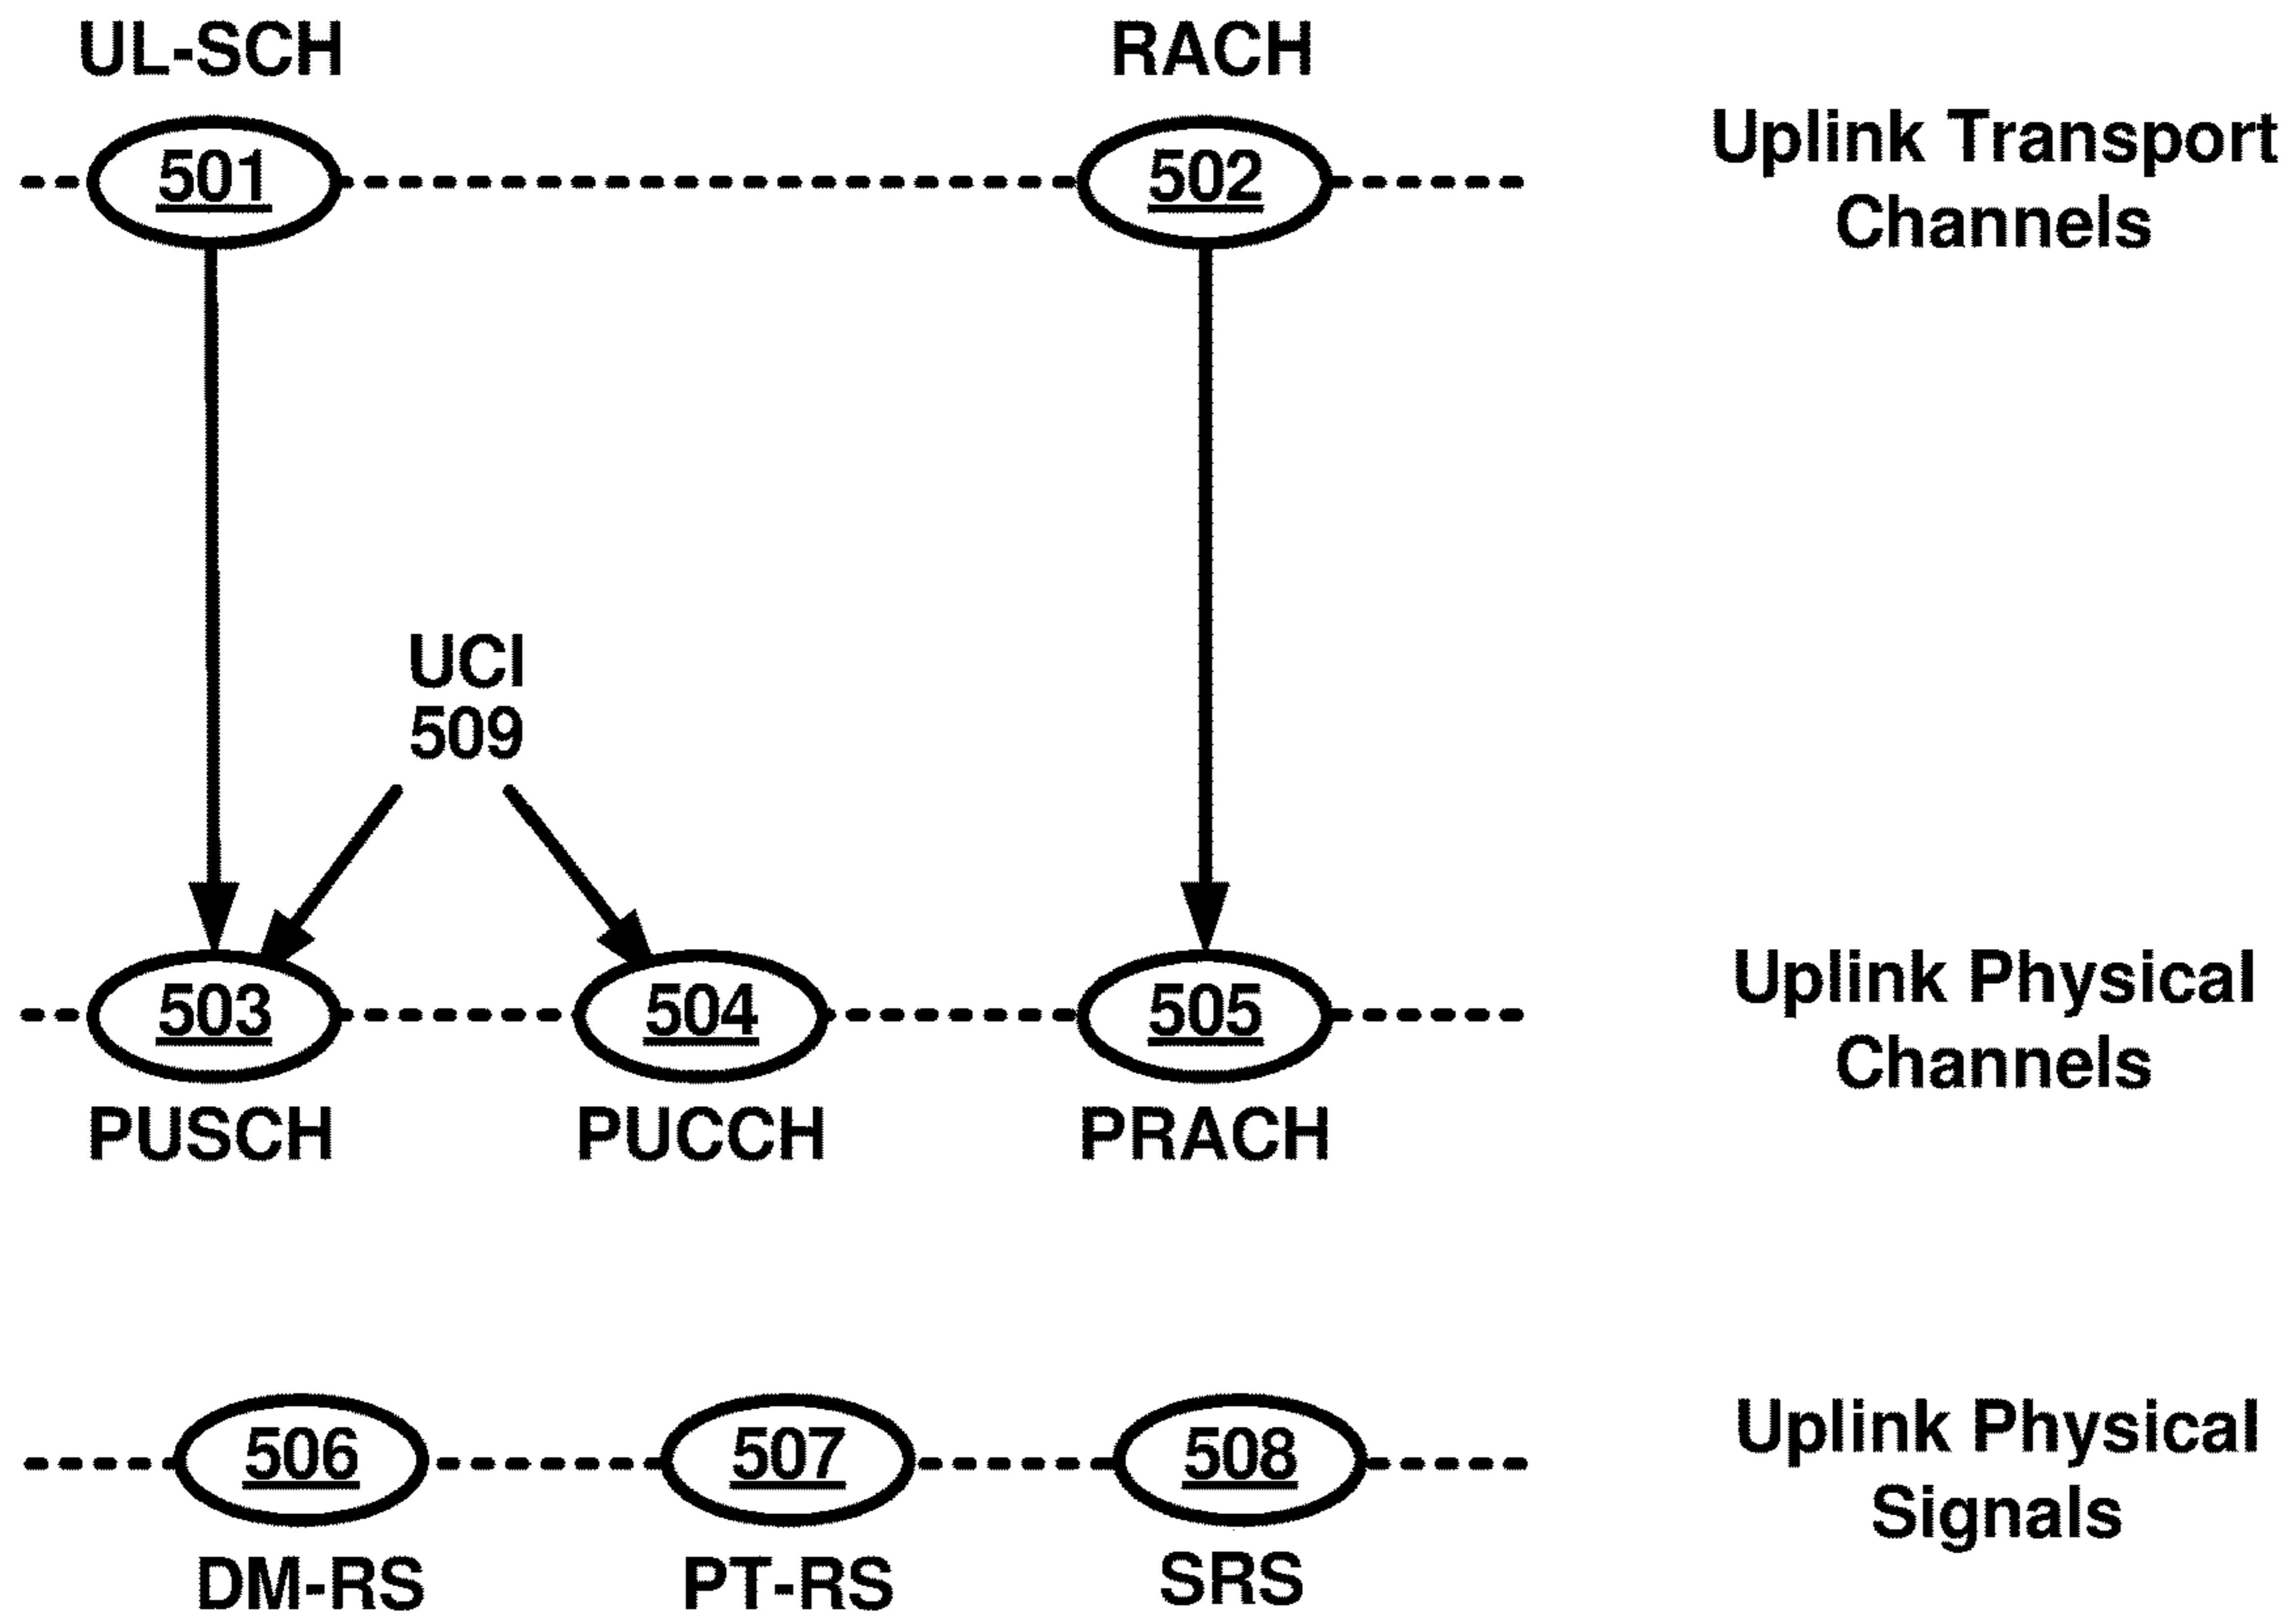 UL-SCH
RACH
501
502
Uplink Transport
Channels
UCI
509
503
504
505
Uplink Physical
Channels
PUSCH
PUCCH
PRACH
506
507
508
Uplink Physical
Signals
DM-RS
PT-RS
SRS